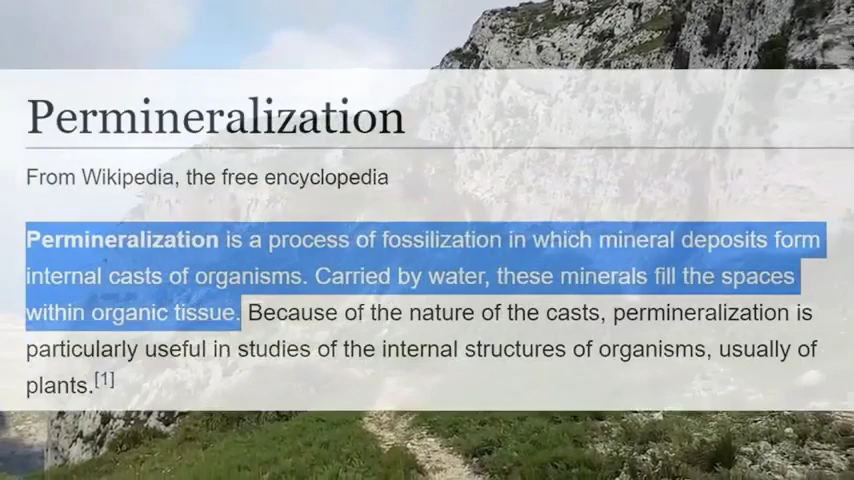 Permineralization
From Wikipedia, the free encyclopedia
Permineralization is a process of fossilization in which mineral deposits form
internal casts of organisms. Carried by water, these minerals fill the spaces
within organic tissue. Because of the nature of the casts, permineralization is
particularly useful in studies of the internal structures of organisms, usually of
plants.[1]